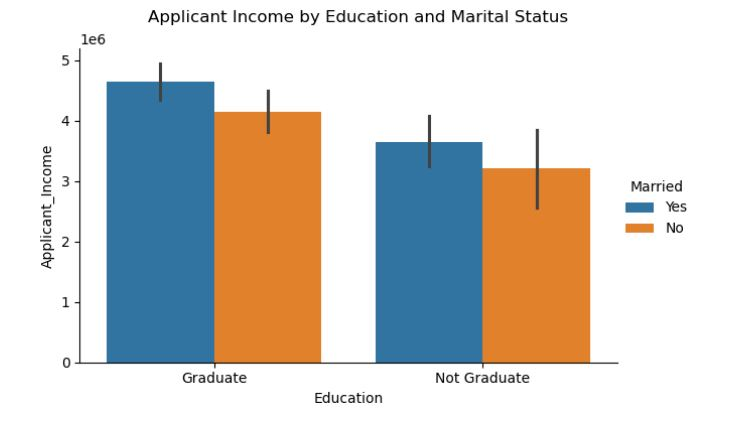 Applicant Income by Education and Marital Status
1e6
5
4
3
2
1
0
Applicant_Income
Graduate
Not Graduate
Education
Married
Yes
No